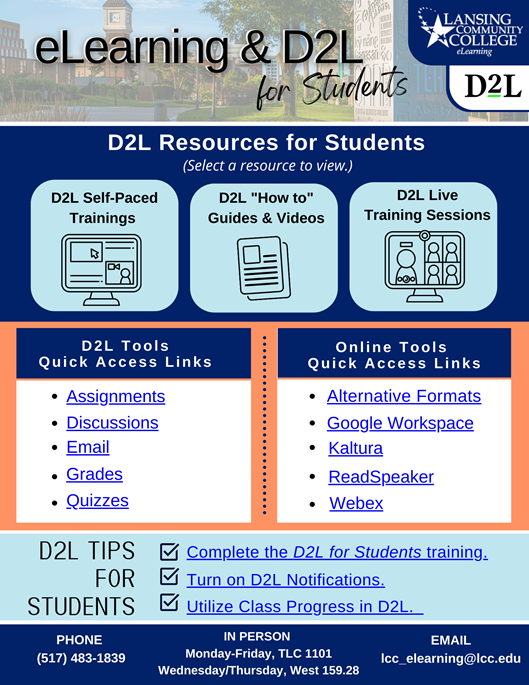 eLearning & D2L
for Students
LANSING
COMMUNITY
COLLEGE
eLearning
D2L
D2L Resources for Students
(Select a resource to view.)
D2L Self-Paced
Trainings
D2L "How to"
Guides & Videos
D2L Live
Training Sessions
D2L Tools
Quick Access Links
• Assignments
• Discussions
• Email
• Grades
• Quizzes
Online Tools
Quick Access Links
• Alternative Formats
• Google Workspace
• Kaltura
• ReadSpeaker
• Webex
D2L TIPS
FOR
STUDENTS
Complete the D2L for Students training.
Turn on D2L Notifications.
Utilize Class Progress in D2L.
PHONE
(517) 483-1839
IN PERSON
Monday-Friday, TLC 1101
Wednesday/Thursday, West 159.28
EMAIL
lcc_elearning@lcc.edu